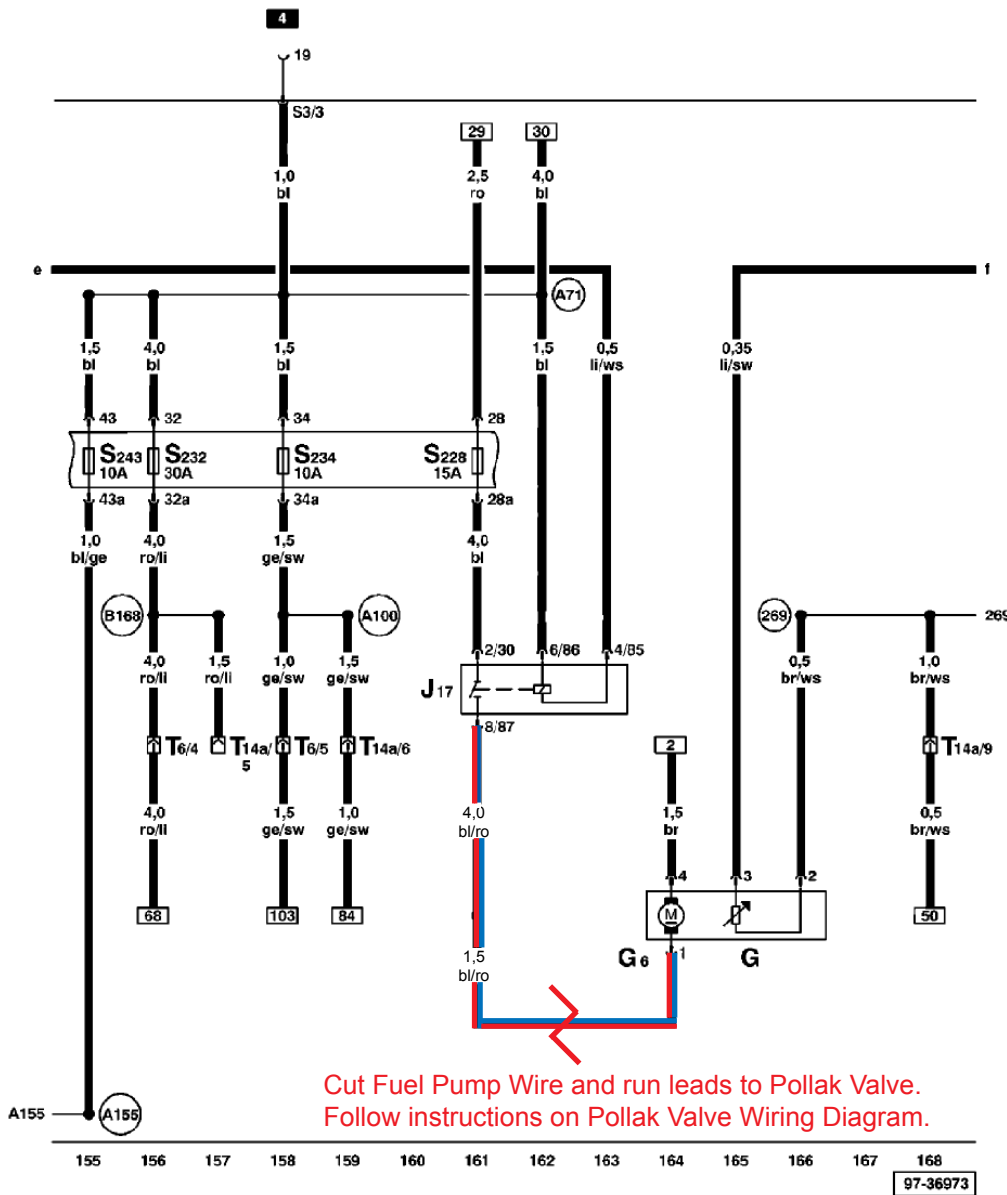 4
19
S3/3
29 30
1,0 2,5 4,0
bl ro bl
e f
A71
1,5 4,0 1,5 1,5 0,5 0,35
bl bl bl bl li/ws li/sw
43 32 34 28
S243 S232 S234 S228
10A 30A 10A 15A
43a 32a 34a 28a
1,0 4,0 1,5 4,0
bl/ge ro/li ge/sw bl
B168 A100 269 269
2/30 6/86 4/85
4,0 1,5 1,0 1,5 0,5 1,0
ro/li ro/li ge/sw ge/sw br/ws br/ws
J17
8/87
T6/4 T14a/5 T6/5 T14a/6 2 T14a/9
4,0 1,5 1,0 4,0 1,5 0,5
ro/li ge/sw ge/sw bl/ro br br/ws
4 3 2
68 103 84 M 50
G6 1 G
1,5
bl/ro
Cut Fuel Pump Wire and run leads to Pollak Valve.
Follow instructions on Pollak Valve Wiring Diagram.
A155 A155
155 156 157 158 159 160 161 162 163 164 165 166 167 168
97-36973